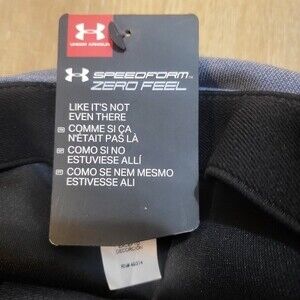 UNDER ARMOUR
SPEEDFORM™
ZERO FEEL
LIKE IT'S NOT
EVEN THERE
COMME SI ÇA
N'ÉTAIT PAS LÀ
COMO SI NO
ESTUVIESE ALLÍ
COMO SE NEM MESMO
ESTIVESSE ALI